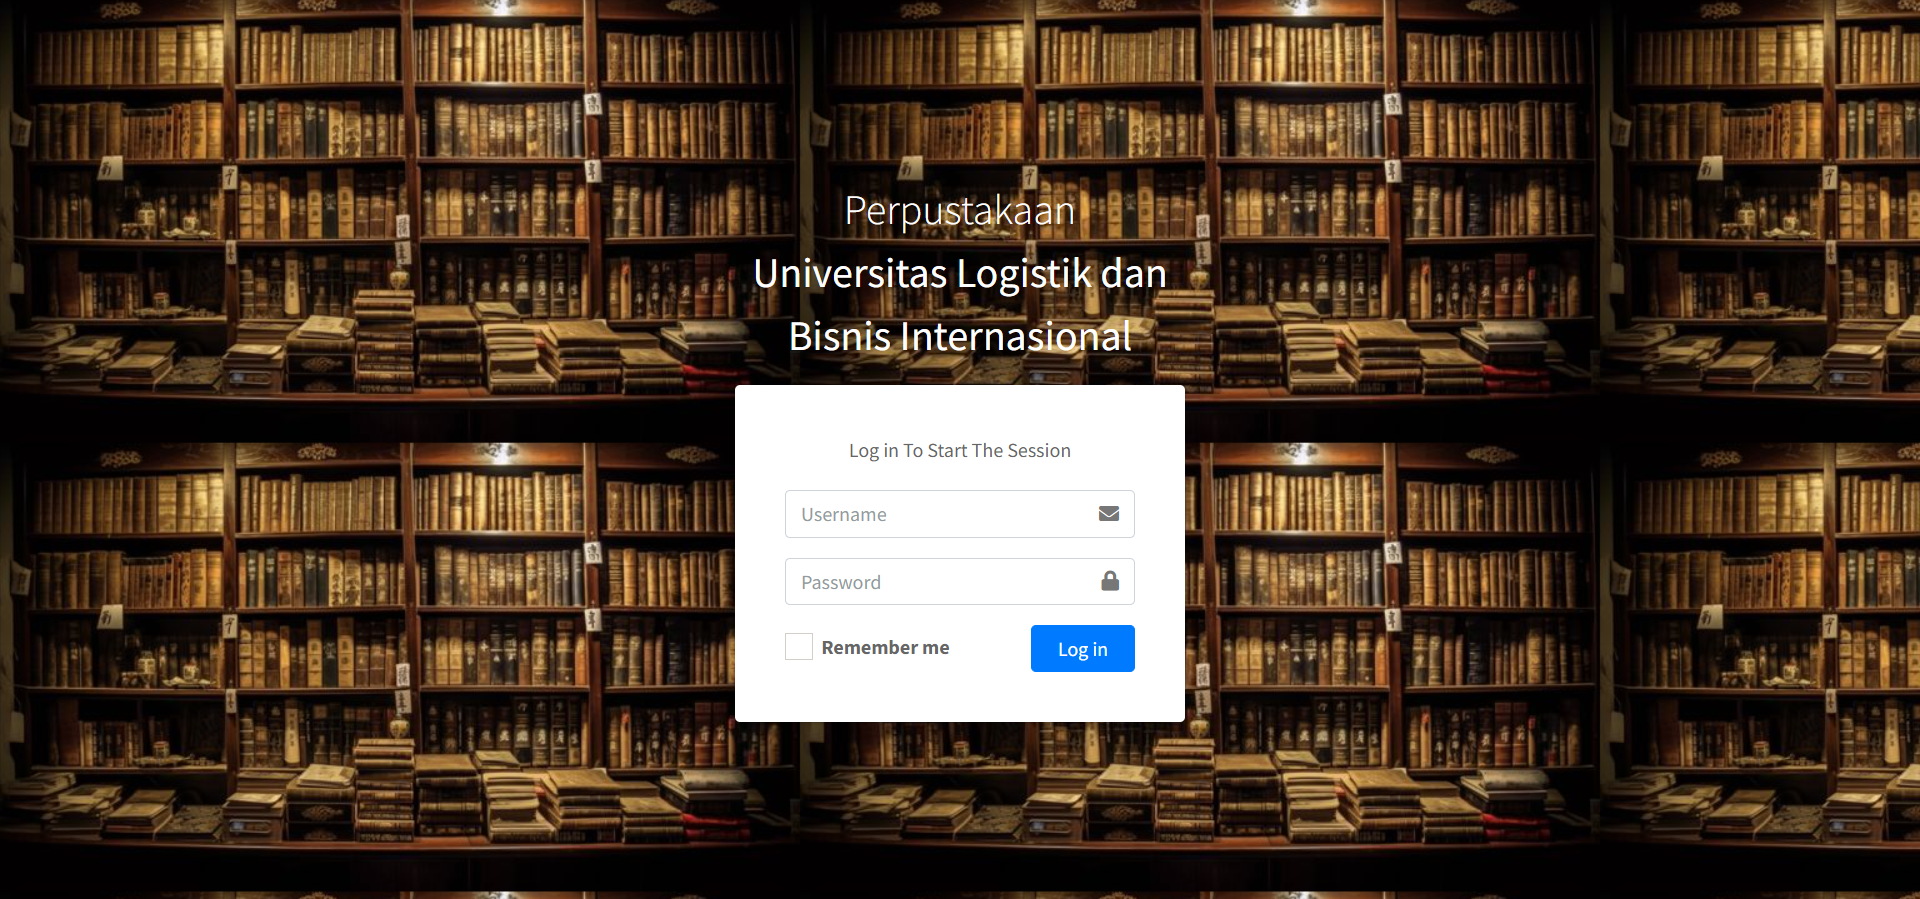 Perpustakaan
Universitas Logistik dan
Bisnis Internasional
Log in To Start The Session
Username
Password
Remember me
Log in